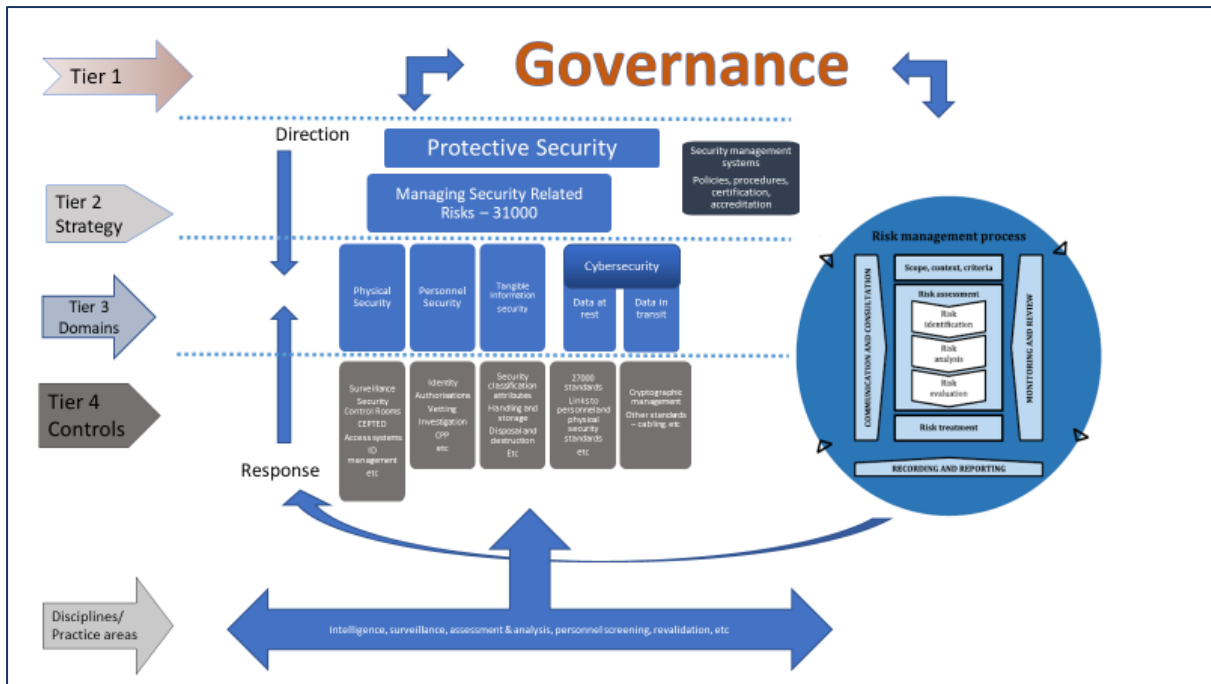 Tier 1
Governance
Direction
Protective Security
Security management
systems
Policies, procedures,
certification,
accreditation
Tier 2
Strategy
Managing Security Related
Risks – 31000
Tier 3
Domains
Physical
Security
Personnel
Security
Tangible
Information
security
Cybersecurity
Data at
rest
Data in
transit
Tier 4
Controls
Surveillance
Security
Control Rooms
CEPTED
Access systems
ID
management
etc
Identity
Authorisations
Vetting
Investigation
CPP
etc
Security
classification
attributes
Handling and
storage
Disposal and
destruction
Etc
27000
standards
Links to
personnel and
physical
security
standards
etc
Cryptographic
management
Other standards
– cabling, etc
Response
Risk management process
COMMUNICATION AND CONSULTATION
Scope, context, criteria
Risk assessment
Risk
identification
Risk
analysis
Risk
evaluation
Risk treatment
MONITORING AND REVIEW
RECORDING AND REPORTING
Disciplines/
Practice areas
Intelligence, surveillance, assessment & analysis, personnel screening, revalidation, etc